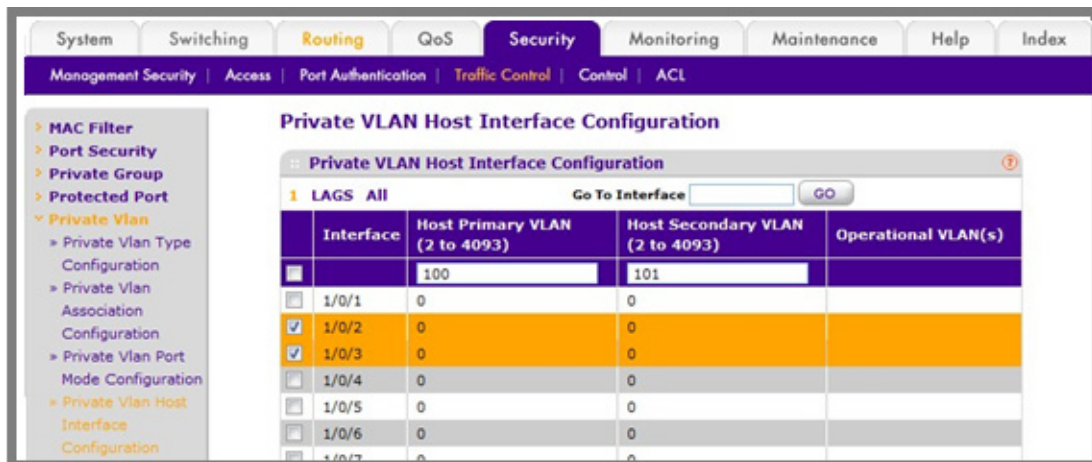 System Switching Routing QoS Security Monitoring Maintenance Help Index
Management Security | Access | Port Authentication | Traffic Control | Control | ACL
MAC Filter
Port Security
Private Group
Protected Port
Private Vlan
» Private Vlan Type
Configuration
» Private Vlan
Association
Configuration
» Private Vlan Port
Mode Configuration
» Private Vlan Host
Interface
Configuration
Private VLAN Host Interface Configuration
Private VLAN Host Interface Configuration ?
1 LAGS All Go To Interface GO
Interface Host Primary VLAN (2 to 4093) Host Secondary VLAN (2 to 4093) Operational VLAN(s)
100 101
1/0/1 0 0
1/0/2 0 0
1/0/3 0 0
1/0/4 0 0
1/0/5 0 0
1/0/6 0 0
1/0/7 0 0